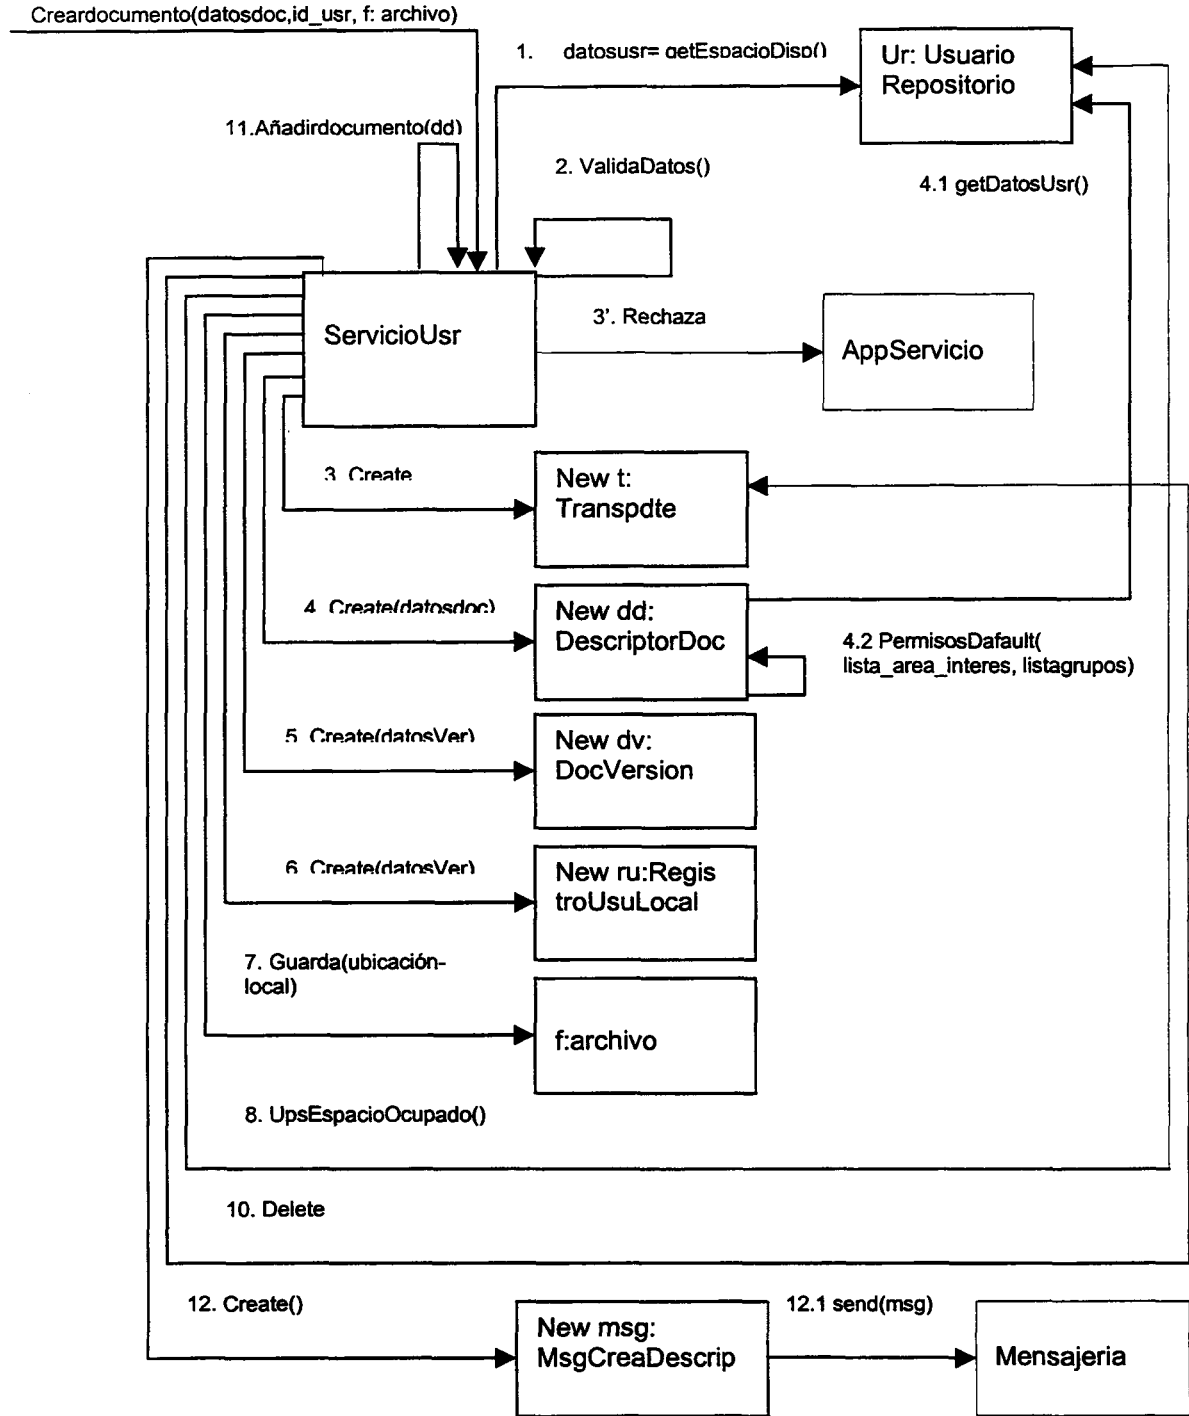 Creardocumento(datosdoc,id_usr, f: archivo)
1. datosusr= getEspacioDisp()
Ur: Usuario
Repositorio
11.Añadirdocumento(dd)
2. ValidaDatos()
4.1 getDatosUsr()
ServicioUsr
3'. Rechaza
AppServicio
3. Create
New t:
Transpdte
4. Create(datosdoc)
New dd:
DescriptorDoc
4.2 PermisosDafault(
lista_area_interes, listagrupos)
5. Create(datosVer)
New dv:
DocVersion
6. Create(datosVer)
New ru:Regis
troUsuLocal
7. Guarda(ubicación-
local)
f:archivo
8. UpsEspacioOcupado()
10. Delete
12. Create()
New msg:
MsgCreaDescrip
12.1 send(msg)
Mensajeria